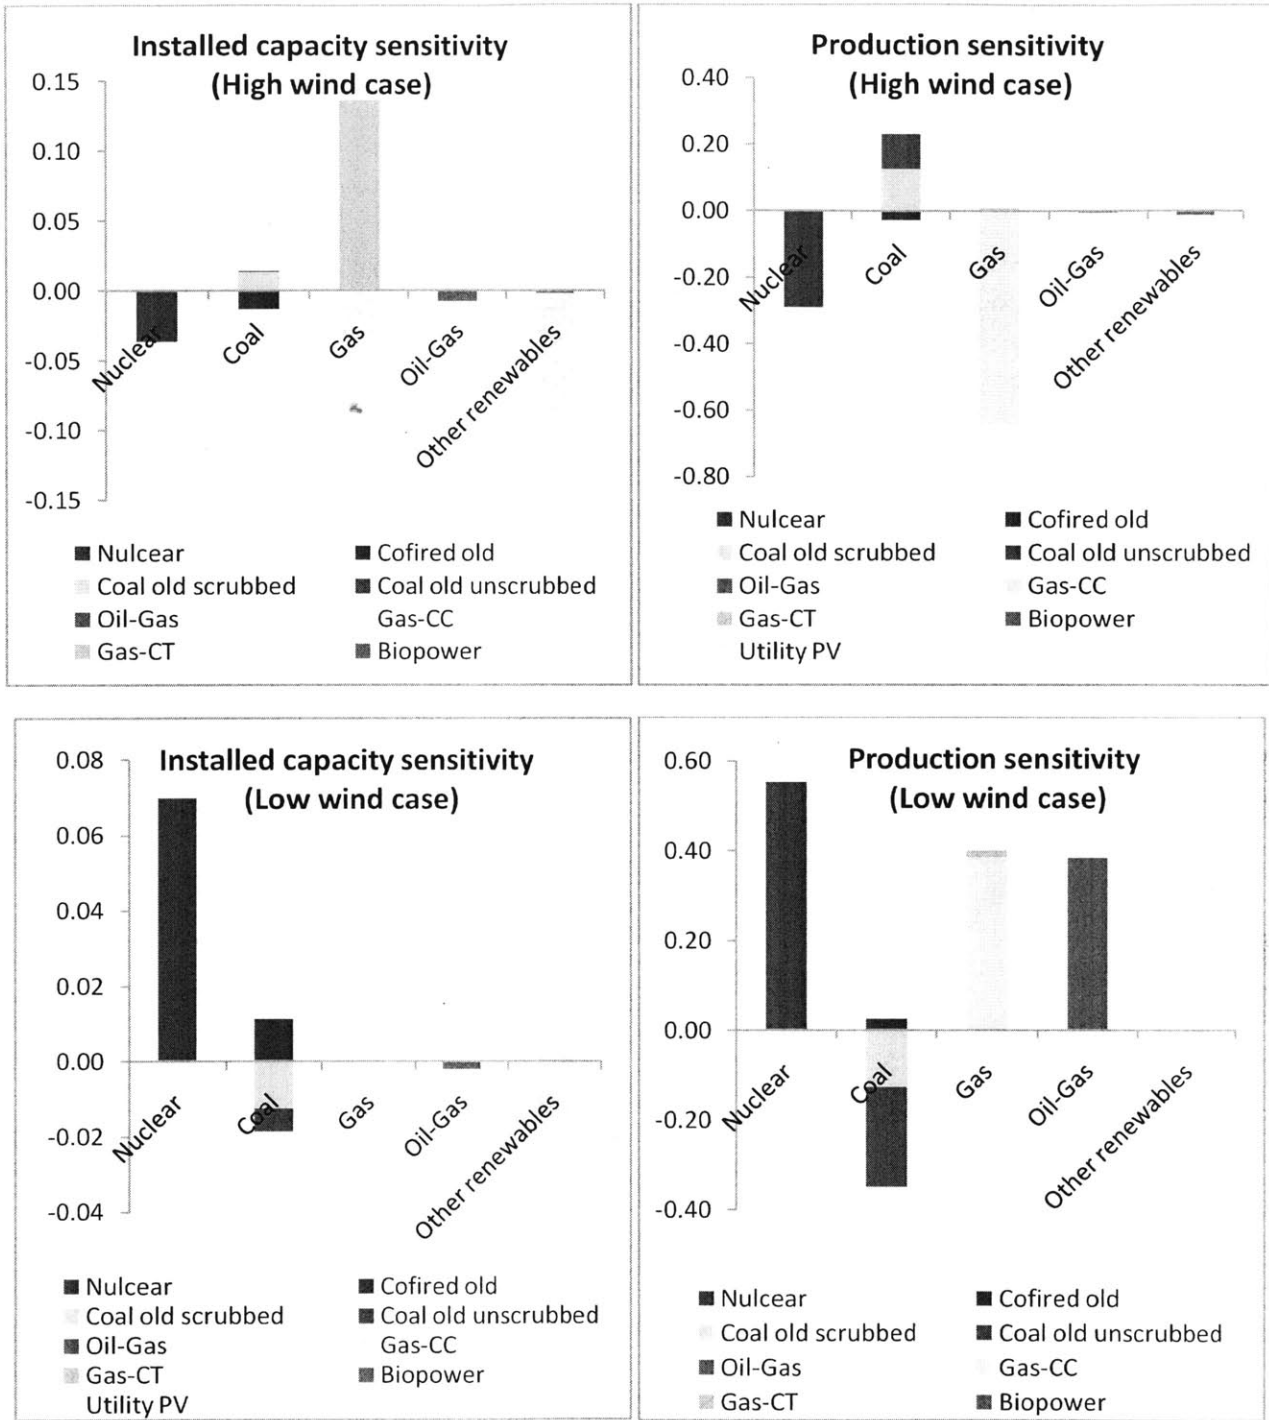 Installed capacity sensitivity
(High wind case)
0.15
0.10
0.05
0.00
-0.05
-0.10
-0.15
Nuclear
Coal
Gas
Oil-Gas
Other renewables
Nulcear
Cofired old
Coal old scrubbed
Coal old unscrubbed
Oil-Gas
Gas-CC
Gas-CT
Biopower
Production sensitivity
(High wind case)
0.40
0.20
0.00
-0.20
-0.40
-0.60
-0.80
Nuclear
Coal
Gas
Oil-Gas
Other renewables
Nulcear
Cofired old
Coal old scrubbed
Coal old unscrubbed
Oil-Gas
Gas-CC
Gas-CT
Biopower
Utility PV
Installed capacity sensitivity
(Low wind case)
0.08
0.06
0.04
0.02
0.00
-0.02
-0.04
Nuclear
Coal
Gas
Oil-Gas
Other renewables
Nulcear
Cofired old
Coal old scrubbed
Coal old unscrubbed
Oil-Gas
Gas-CC
Gas-CT
Biopower
Utility PV
Production sensitivity
(Low wind case)
0.60
0.40
0.20
0.00
-0.20
-0.40
Nuclear
Coal
Gas
Oil-Gas
Other renewables
Nulcear
Cofired old
Coal old scrubbed
Coal old unscrubbed
Oil-Gas
Gas-CC
Gas-CT
Biopower